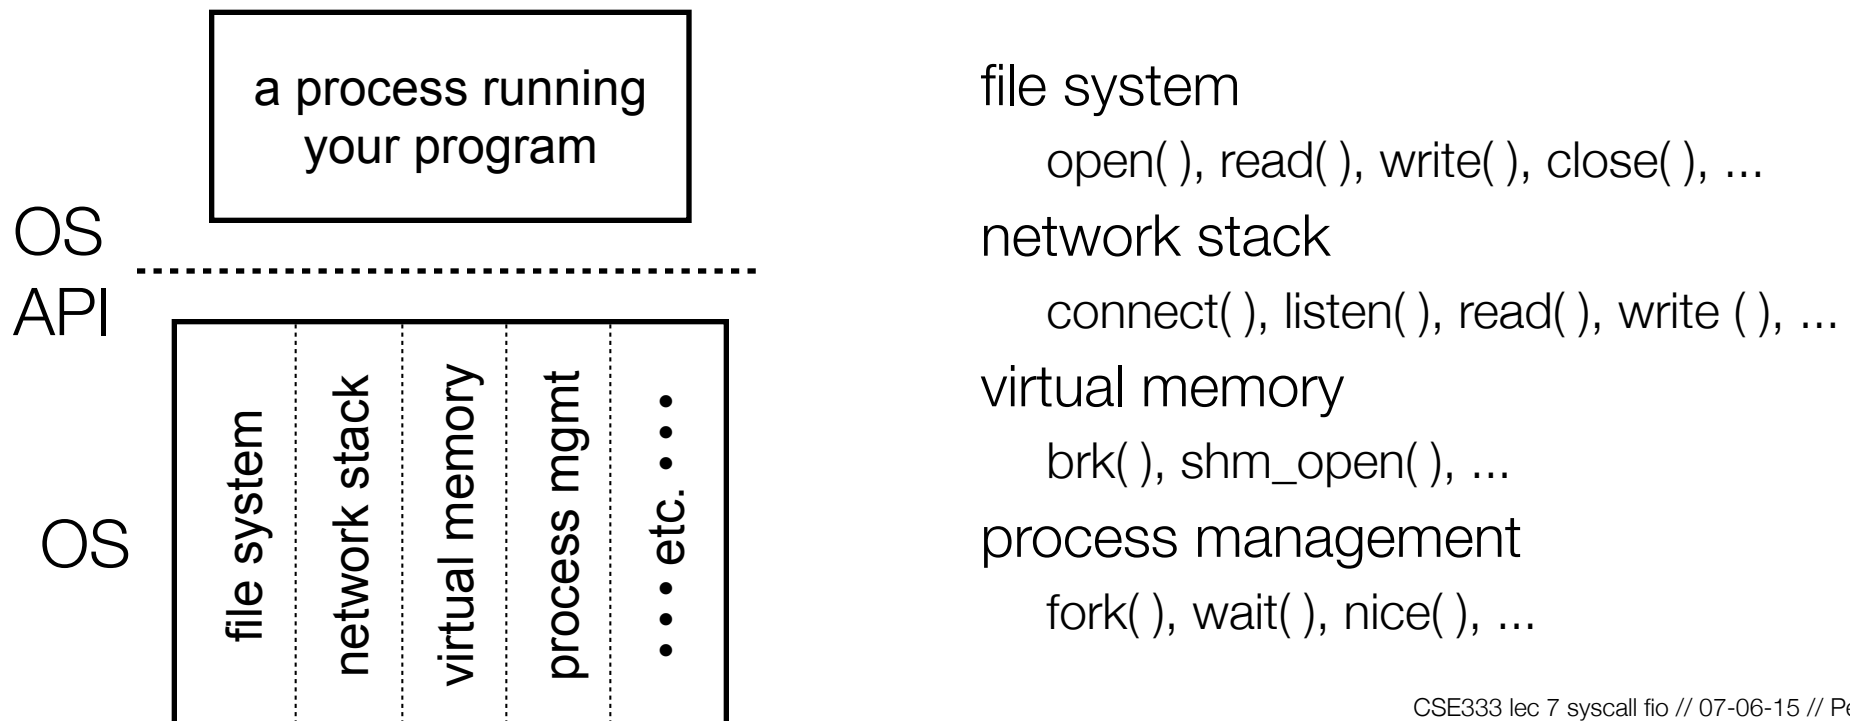 a process running
your program
OS
API
OS
file system
network stack
virtual memory
process mgmt
• • • etc. • • •
file system
open( ), read( ), write( ), close( ), ...
network stack
connect( ), listen( ), read( ), write ( ), ...
virtual memory
brk( ), shm_open( ), ...
process management
fork( ), wait( ), nice( ), ...
CSE333 lec 7 syscall fio // 07-06-15 //